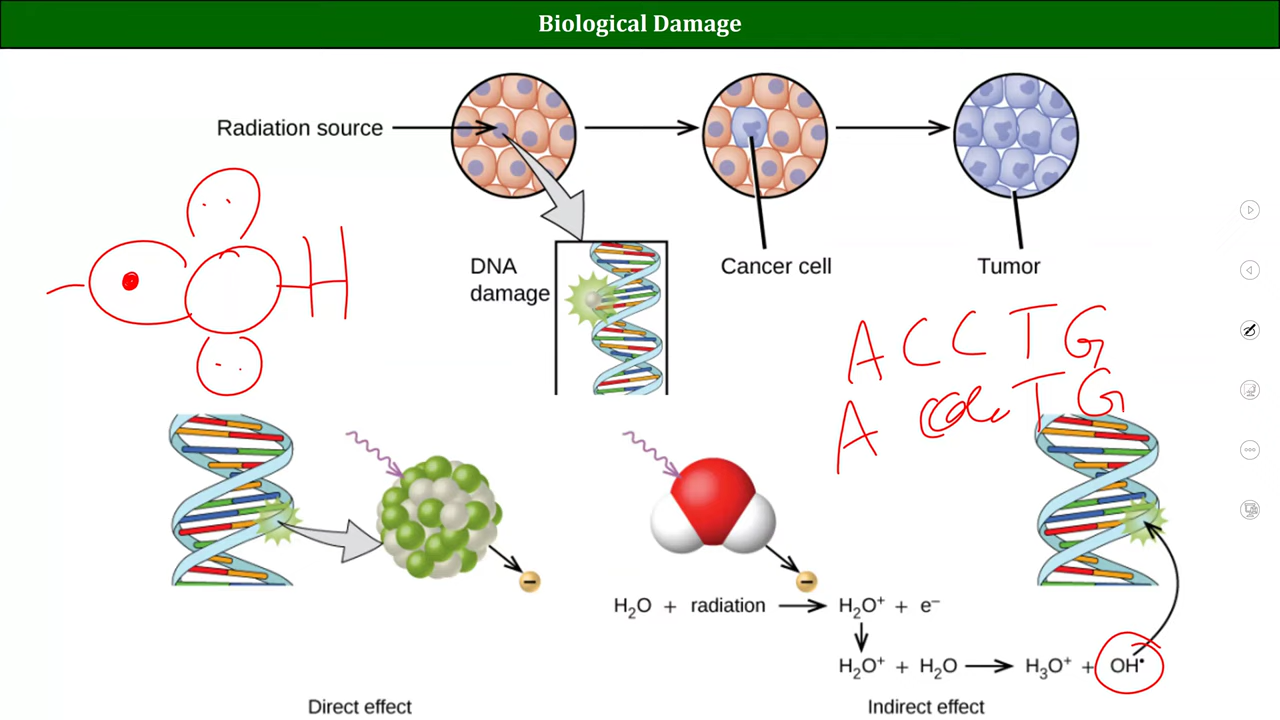 Biological Damage
Radiation source
DNA
damage
Cancer cell
Tumor
H
A C C T G
A T G
H₂O + radiation ⟶ H₂O⁺ + e⁻
H₂O⁺ + H₂O ⟶ H₃O⁺ + OH•
Direct effect
Indirect effect